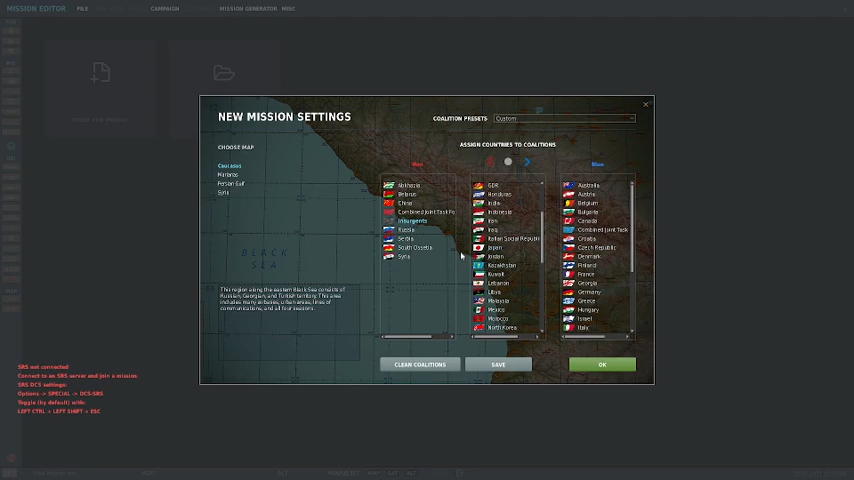 MISSION EDITOR
FILE
CAMPAIGN
MISSION GENERATOR
MISC
NEW MISSION SETTINGS
COALITION PRESETS
Custom
CHOOSE MAP
ASSIGN COUNTRIES TO COALITIONS
Caucasus
Marianas
Persian Gulf
Syria
Red
Blue
Abkhazia
Belarus
China
Combined Joint Task Fo
Insurgents
Russia
Serbia
South Ossetia
Syria
GDR
Honduras
India
Indonesia
Iran
Iraq
Italian Social Republi
Japan
Jordan
Kazakhstan
Kuwait
Lebanon
Libya
Malaysia
Mexico
Morocco
North Korea
Australia
Austria
Belgium
Bulgaria
Canada
Combined Joint Task
Croatia
Czech Republic
Denmark
Finland
France
Georgia
Germany
Greece
Hungary
Israel
Italy
BLACK
SEA
This region along the eastern Black Sea consists of
Russian, Georgian, and Turkish territory. This area
includes many airbases, urban areas, lines of
communications, and all four seasons.
CLEAN COALITIONS
SAVE
OK
SRS not connected
Connect to an SRS server and join a mission
SRS DCS settings:
Options -> SPECIAL -> DCS-SRS
Toggle (by default) with:
LEFT CTRL + LEFT SHIFT + ESC